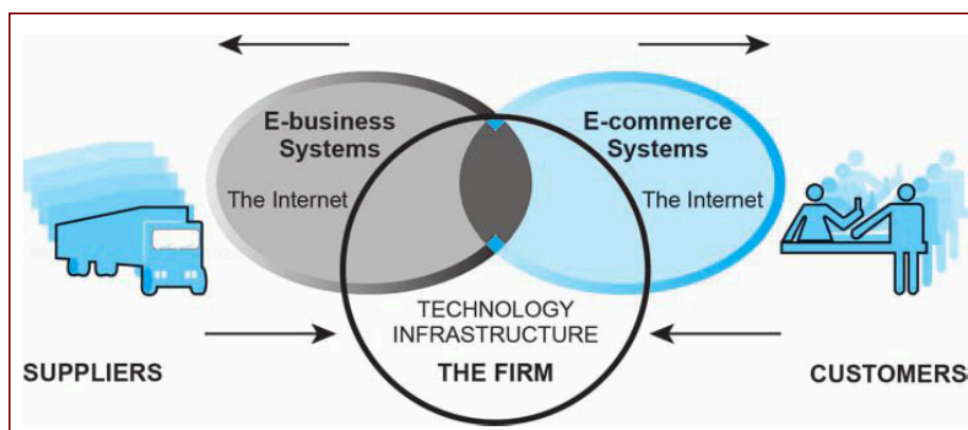 E-business
Systems
The Internet
E-commerce
Systems
The Internet
TECHNOLOGY
INFRASTRUCTURE
THE FIRM
SUPPLIERS
CUSTOMERS